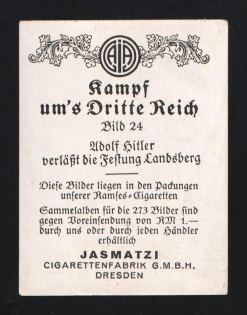 Kampf
um's Dritte Reich
Bild 24
Adolf Hitler
verläßt die Festung Landsberg
Diese Bilder liegen in den Packungen
unserer Ramses-Cigaretten
Sammelalben für die 273 Bilder sind
gegen Voreinsendung von RM 1.—
durch uns oder durch jeden Händler
erhältlich
JASMATZI
CIGARETTENFABRIK G.M.B.H.
DRESDEN